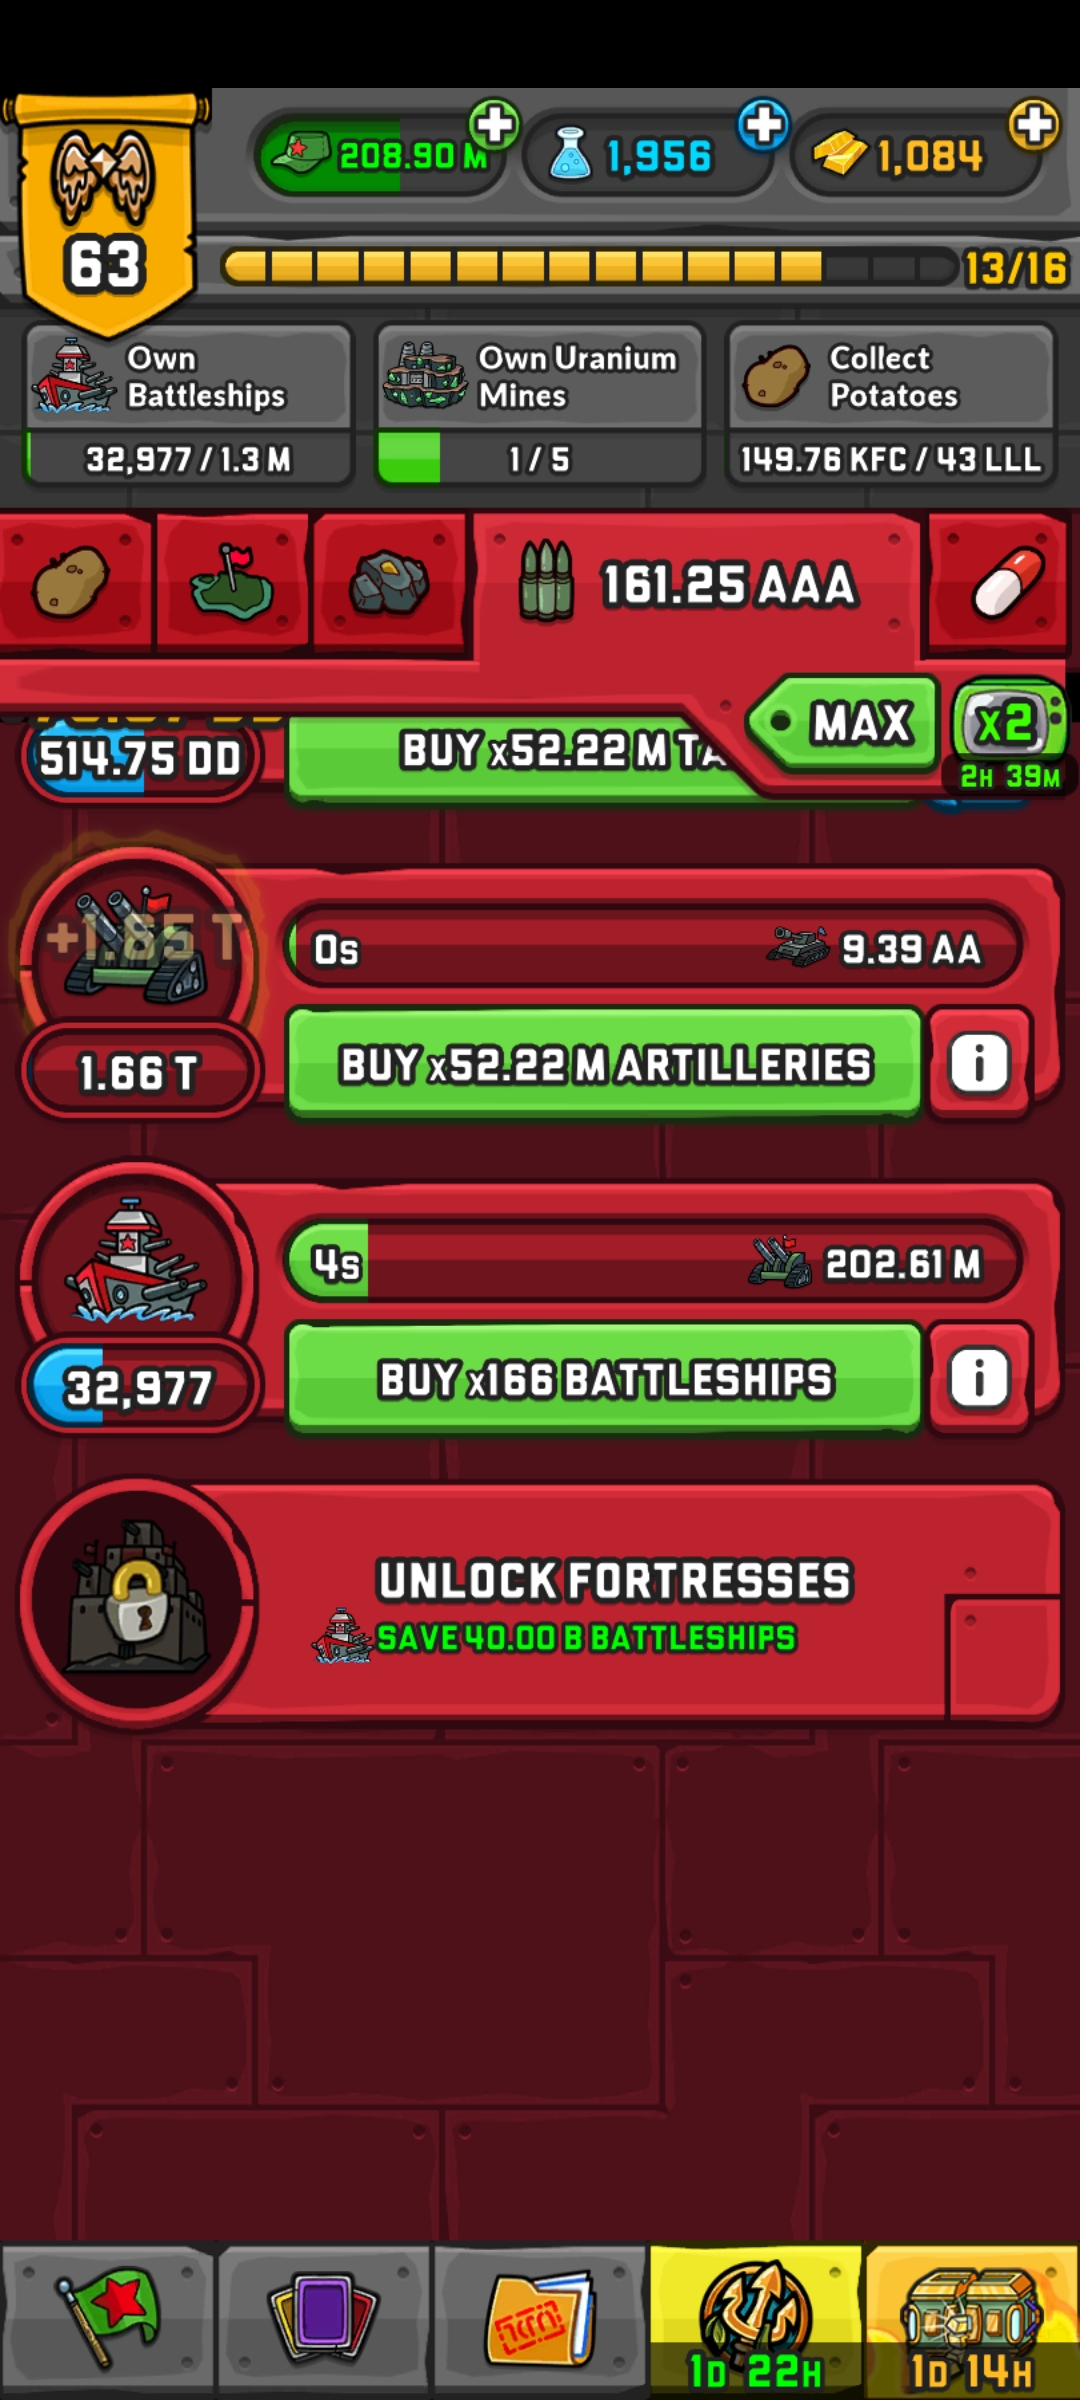 208.90 M
1,956
1,084
63
13/16
Own
Battleships
32,977 / 1.3 M
Own Uranium
Mines
1 / 5
Collect
Potatoes
149.76 KFC / 43 LLL
161.25 AAA
MAX
x2
2H 39M
514.75 DD
BUY x52.22 M TA
+1.85 T
0s
9.39 AA
1.66 T
BUY x52.22 M ARTILLERIES
i
4s
202.61 M
32,977
BUY x166 BATTLESHIPS
i
UNLOCK FORTRESSES
SAVE 40.00 B BATTLESHIPS
1D 22H
1D 14H